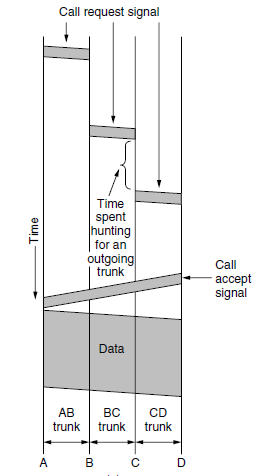 Call request signal
Time
spent
hunting
for an
outgoing
trunk
Time
Call
accept
signal
Data
AB
trunk
BC
trunk
CD
trunk
A
B
C
D